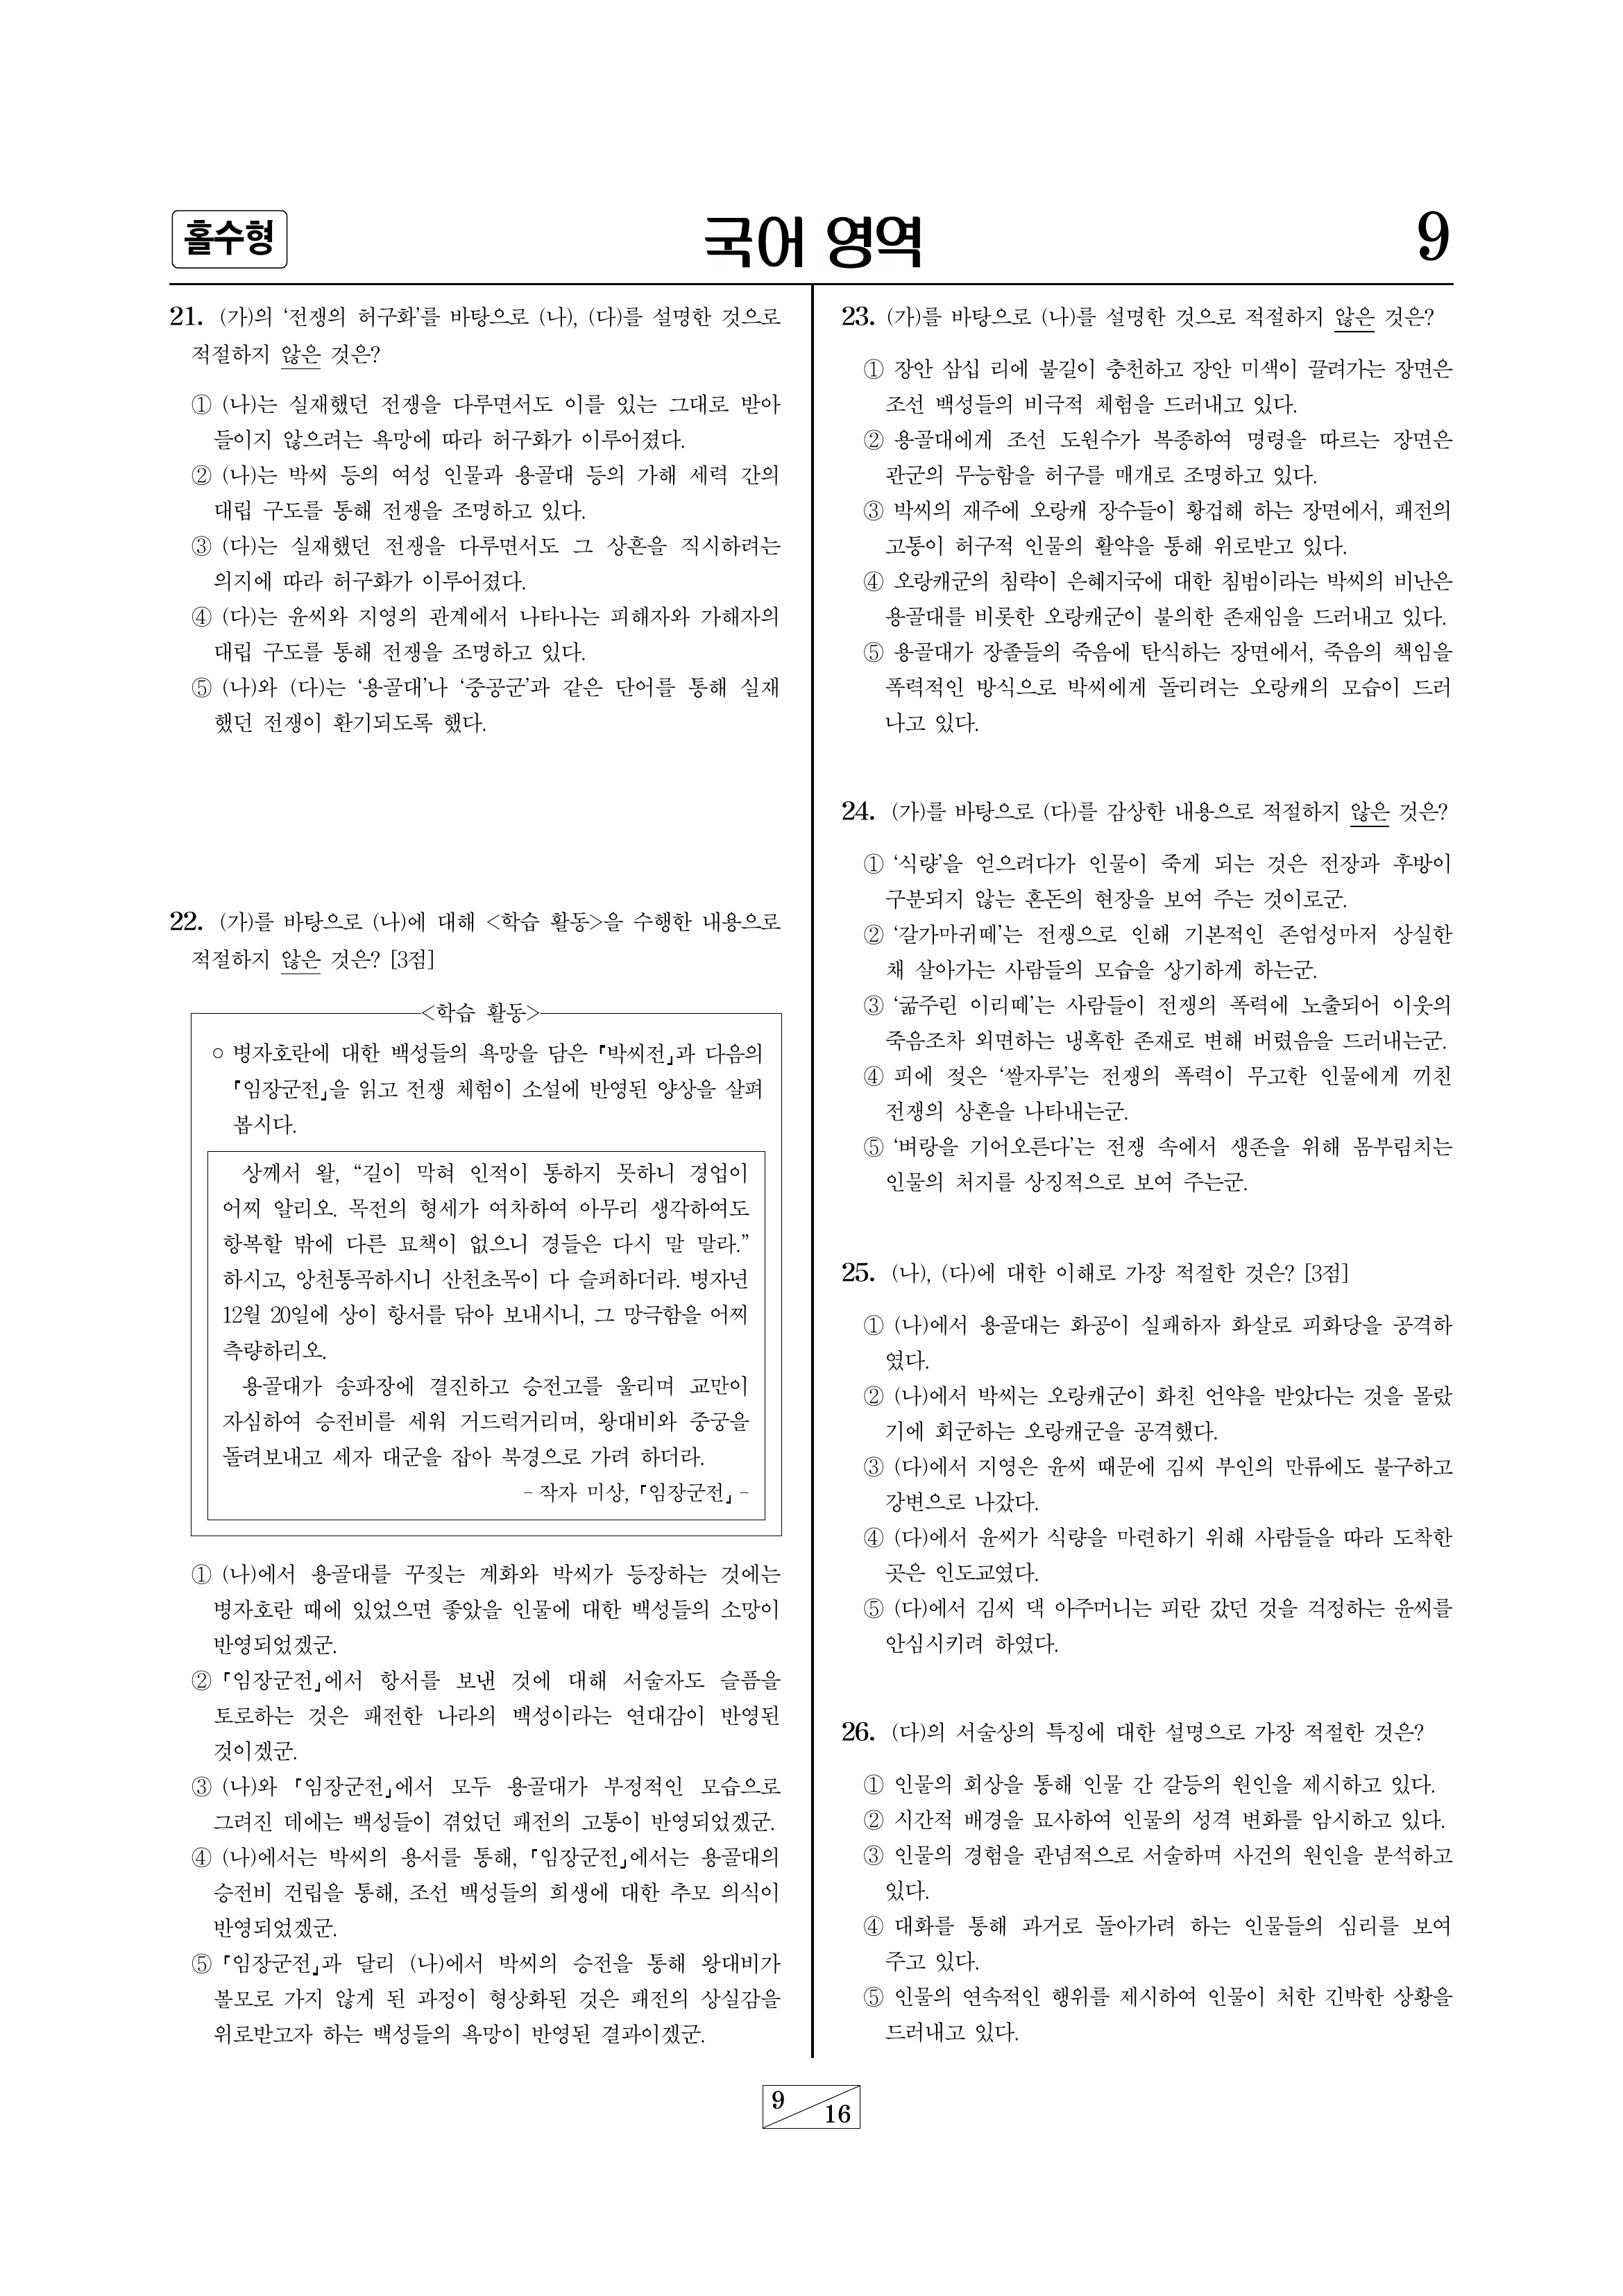 홀수형
국어 영역
9
21. (가)의 ‘전쟁의 허구화’를 바탕으로 (나), (다)를 설명한 것으로
적절하지 않은 것은?
① (나)는 실재했던 전쟁을 다루면서도 이를 있는 그대로 받아
들이지 않으려는 욕망에 따라 허구화가 이루어졌다.
② (나)는 박씨 등의 여성 인물과 용골대 등의 가해 세력 간의
대립 구도를 통해 전쟁을 조명하고 있다.
③ (다)는 실재했던 전쟁을 다루면서도 그 상흔을 직시하려는
의지에 따라 허구화가 이루어졌다.
④ (다)는 윤씨와 지영의 관계에서 나타나는 피해자와 가해자의
대립 구도를 통해 전쟁을 조명하고 있다.
⑤ (나)와 (다)는 ‘용골대’나 ‘중공군’과 같은 단어를 통해 실재
했던 전쟁이 환기되도록 했다.
22. (가)를 바탕으로 (나)에 대해 <학습 활동>을 수행한 내용으로
적절하지 않은 것은? [3점]
<학습 활동>
○ 병자호란에 대한 백성들의 욕망을 담은 「박씨전」과 다음의
「임장군전」을 읽고 전쟁 체험이 소설에 반영된 양상을 살펴
봅시다.
상께서 왈, “길이 막혀 인적이 통하지 못하니 경업이
어찌 알리오. 목전의 형세가 여차하여 아무리 생각하여도
항복할 밖에 다른 묘책이 없으니 경들은 다시 말 말라.”
하시고, 앙천통곡하시니 산천초목이 다 슬퍼하더라. 병자년
12월 20일에 상이 항서를 닦아 보내시니, 그 망극함을 어찌
측량하리오.
용골대가 송파장에 결진하고 승전고를 울리며 교만이
자심하여 승전비를 세워 거드럭거리며, 왕대비와 중궁을
돌려보내고 세자 대군을 잡아 북경으로 가려 하더라.
- 작자 미상, 「임장군전」 -
① (나)에서 용골대를 꾸짖는 계화와 박씨가 등장하는 것에는
병자호란 때에 있었으면 좋았을 인물에 대한 백성들의 소망이
반영되었겠군.
② 「임장군전」에서 항서를 보낸 것에 대해 서술자도 슬픔을
토로하는 것은 패전한 나라의 백성이라는 연대감이 반영된
것이겠군.
③ (나)와 「임장군전」에서 모두 용골대가 부정적인 모습으로
그려진 데에는 백성들이 겪었던 패전의 고통이 반영되었겠군.
④ (나)에서는 박씨의 용서를 통해, 「임장군전」에서는 용골대의
승전비 건립을 통해, 조선 백성들의 희생에 대한 추모 의식이
반영되었겠군.
⑤ 「임장군전」과 달리 (나)에서 박씨의 승전을 통해 왕대비가
볼모로 가지 않게 된 과정이 형상화된 것은 패전의 상실감을
위로받고자 하는 백성들의 욕망이 반영된 결과이겠군.
23. (가)를 바탕으로 (나)를 설명한 것으로 적절하지 않은 것은?
① 장안 삼십 리에 불길이 충천하고 장안 미색이 끌려가는 장면은
조선 백성들의 비극적 체험을 드러내고 있다.
② 용골대에게 조선 도원수가 복종하여 명령을 따르는 장면은
관군의 무능함을 허구를 매개로 조명하고 있다.
③ 박씨의 재주에 오랑캐 장수들이 황겁해 하는 장면에서, 패전의
고통이 허구적 인물의 활약을 통해 위로받고 있다.
④ 오랑캐군의 침략이 은혜지국에 대한 침범이라는 박씨의 비난은
용골대를 비롯한 오랑캐군이 불의한 존재임을 드러내고 있다.
⑤ 용골대가 장졸들의 죽음에 탄식하는 장면에서, 죽음의 책임을
폭력적인 방식으로 박씨에게 돌리려는 오랑캐의 모습이 드러
나고 있다.
24. (가)를 바탕으로 (다)를 감상한 내용으로 적절하지 않은 것은?
① ‘식량’을 얻으려다가 인물이 죽게 되는 것은 전장과 후방이
구분되지 않는 혼돈의 현장을 보여 주는 것이로군.
② ‘갈가마귀떼’는 전쟁으로 인해 기본적인 존엄성마저 상실한
채 살아가는 사람들의 모습을 상기하게 하는군.
③ ‘굶주린 이리떼’는 사람들이 전쟁의 폭력에 노출되어 이웃의
죽음조차 외면하는 냉혹한 존재로 변해 버렸음을 드러내는군.
④ 피에 젖은 ‘쌀자루’는 전쟁의 폭력이 무고한 인물에게 끼친
전쟁의 상흔을 나타내는군.
⑤ ‘벼랑을 기어오른다’는 전쟁 속에서 생존을 위해 몸부림치는
인물의 처지를 상징적으로 보여 주는군.
25. (나), (다)에 대한 이해로 가장 적절한 것은? [3점]
① (나)에서 용골대는 화공이 실패하자 화살로 피화당을 공격하
였다.
② (나)에서 박씨는 오랑캐군이 화친 언약을 받았다는 것을 몰랐
기에 회군하는 오랑캐군을 공격했다.
③ (다)에서 지영은 윤씨 때문에 김씨 부인의 만류에도 불구하고
강변으로 나갔다.
④ (다)에서 윤씨가 식량을 마련하기 위해 사람들을 따라 도착한
곳은 인도교였다.
⑤ (다)에서 김씨 댁 아주머니는 피란 갔던 것을 걱정하는 윤씨를
안심시키려 하였다.
26. (다)의 서술상의 특징에 대한 설명으로 가장 적절한 것은?
① 인물의 회상을 통해 인물 간 갈등의 원인을 제시하고 있다.
② 시간적 배경을 묘사하여 인물의 성격 변화를 암시하고 있다.
③ 인물의 경험을 관념적으로 서술하며 사건의 원인을 분석하고
있다.
④ 대화를 통해 과거로 돌아가려 하는 인물들의 심리를 보여
주고 있다.
⑤ 인물의 연속적인 행위를 제시하여 인물이 처한 긴박한 상황을
드러내고 있다.
9
16